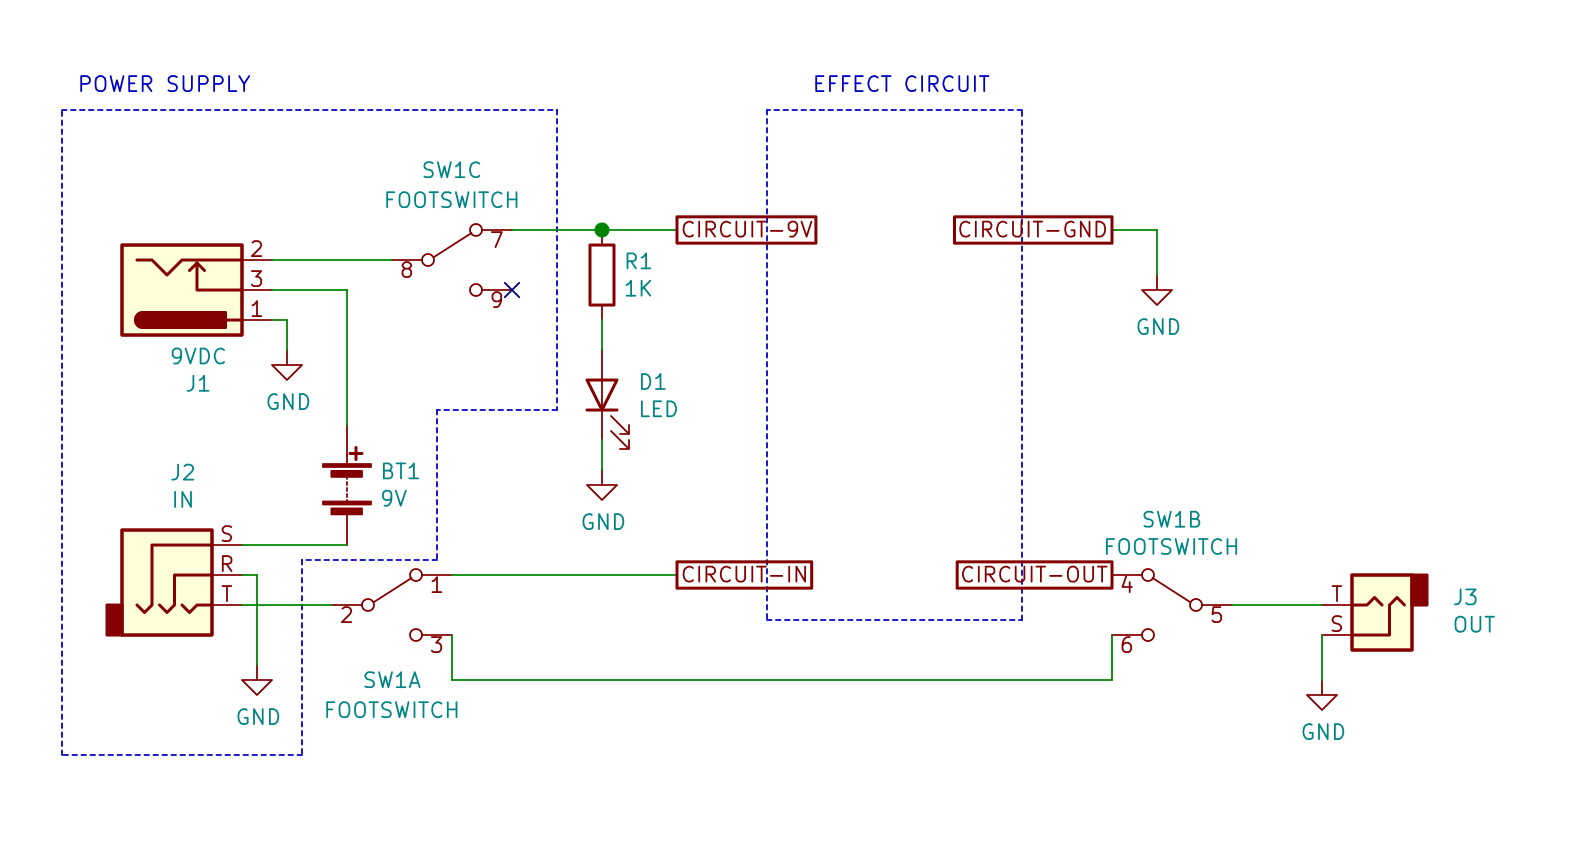 POWER SUPPLY
EFFECT CIRCUIT
SW1C
FOOTSWITCH
7
8
9
2
3
1
9VDC
J1
GND
CIRCUIT-9V
CIRCUIT-GND
GND
R1
1K
D1
LED
GND
+
BT1
9V
J2
IN
S
R
T
GND
1
2
3
SW1A
FOOTSWITCH
CIRCUIT-IN
CIRCUIT-OUT
SW1B
FOOTSWITCH
4
5
6
T
S
J3
OUT
GND